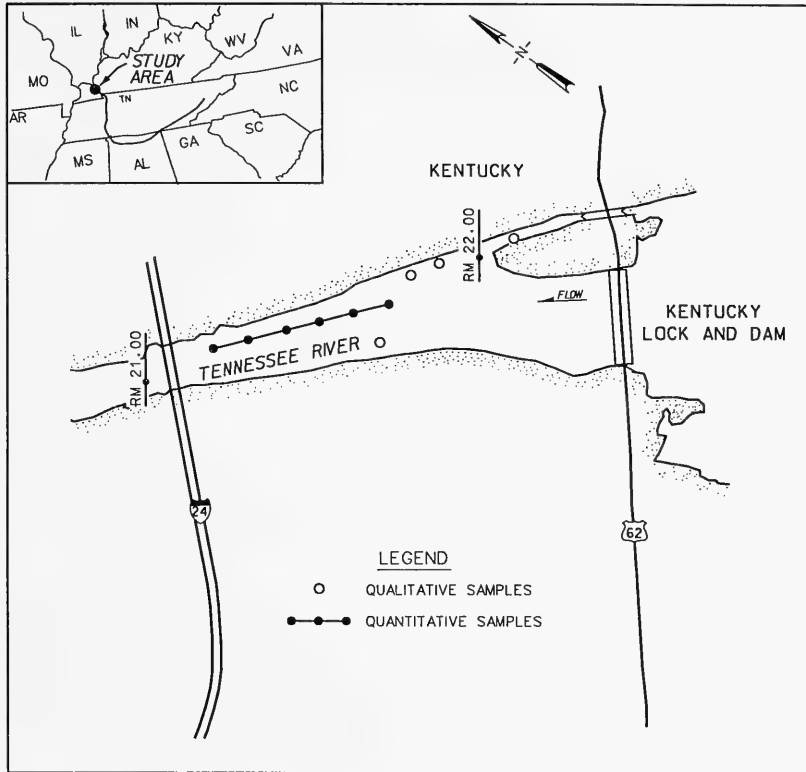 IL
IN
KY
WV
VA
STUDY
AREA
MO
TN
NC
AR
SC
GA
MS
AL
-N-
KENTUCKY
RM 22.00
FLOW
KENTUCKY
LOCK AND DAM
RM 21.00
TENNESSEE RIVER
24
62
LEGEND
QUALITATIVE SAMPLES
QUANTITATIVE SAMPLES